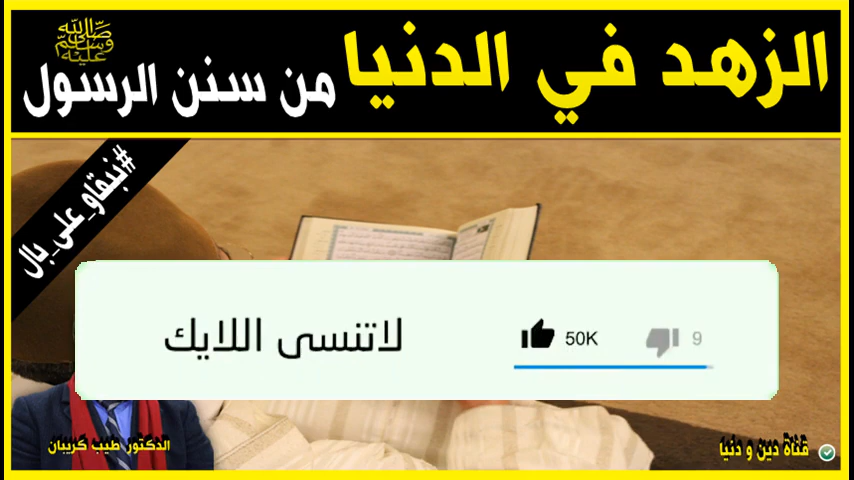 الزهد في الدنيا من سنن الرسول ﷺ
#نبقاو_على_بال
لاتنسى اللايك
50K 9
الدكتور طيب كريبان
قناة دين و دنيا